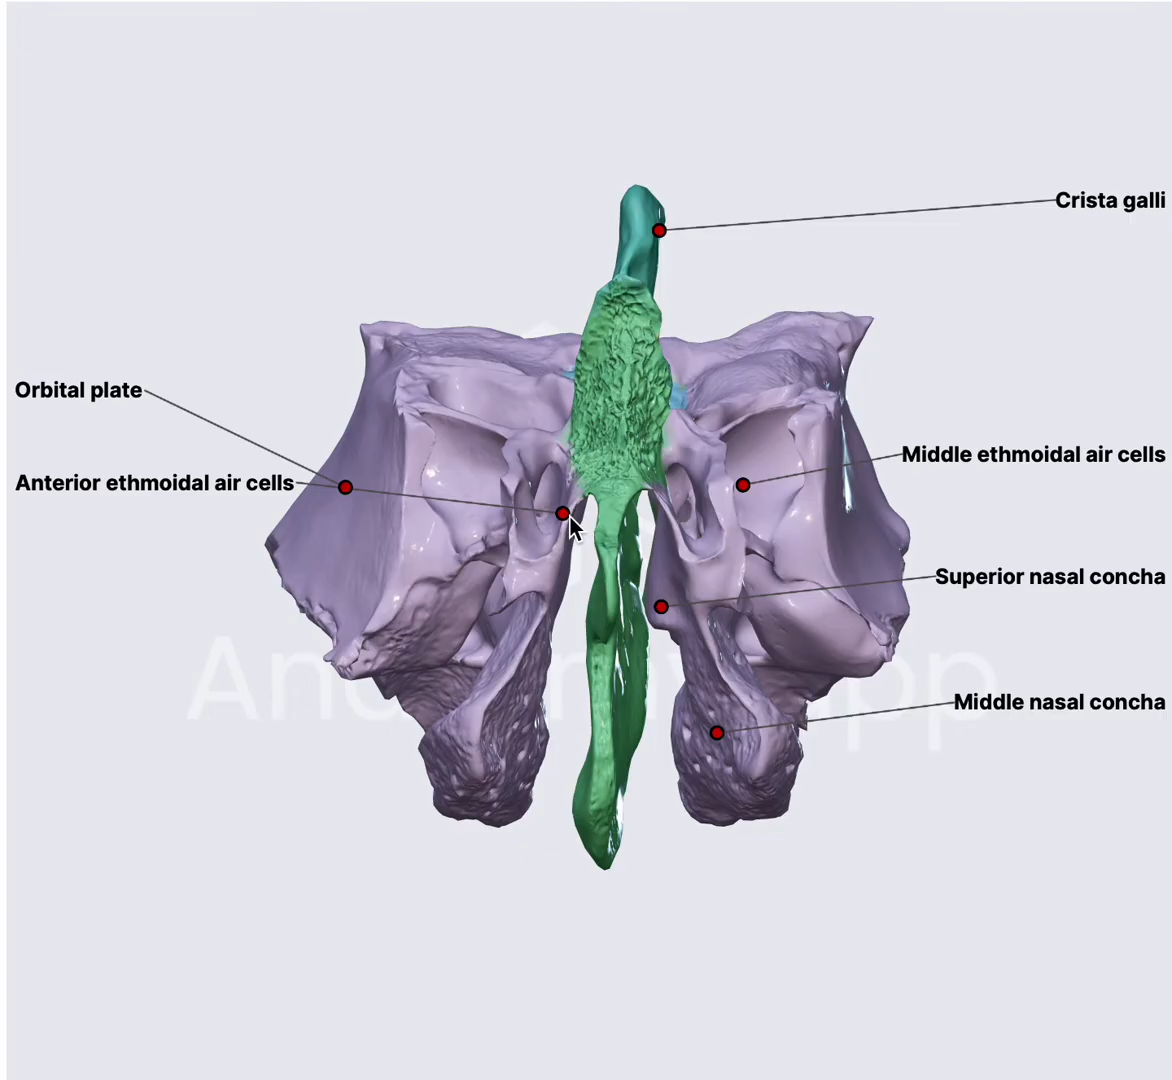 Crista galli
Orbital plate
Middle ethmoidal air cells
Anterior ethmoidal air cells
Superior nasal concha
Middle nasal concha